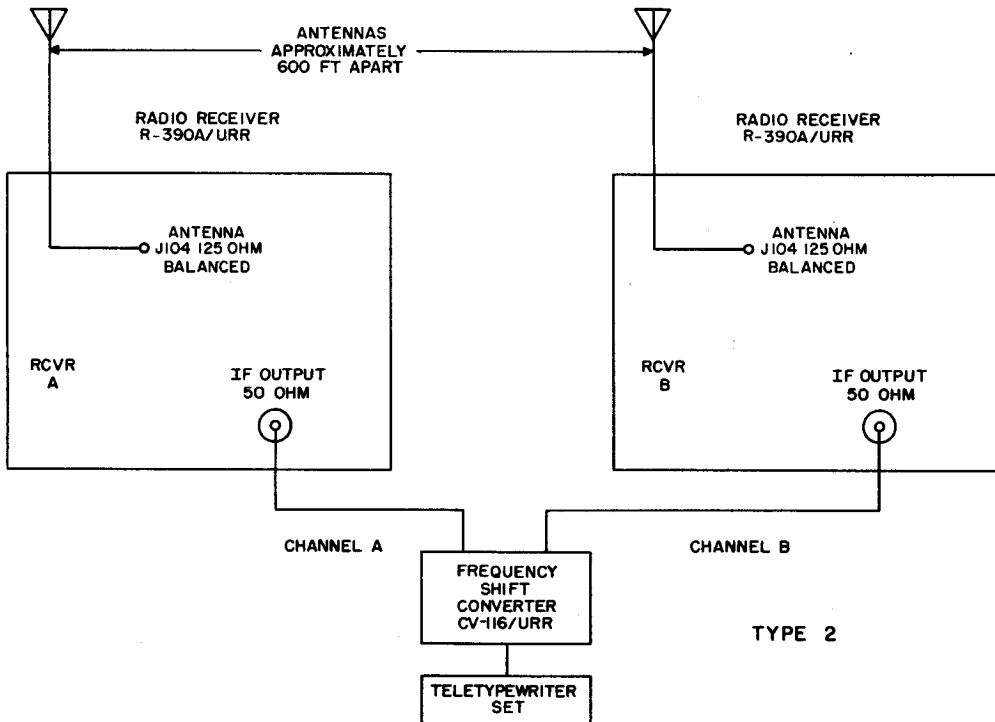 ANTENNAS
APPROXIMATELY
600 FT APART
RADIO RECEIVER
R-390A/URR
RADIO RECEIVER
R-390A/URR
ANTENNA
J104 125 OHM
BALANCED
ANTENNA
J104 125 OHM
BALANCED
RCVR
A
IF OUTPUT
50 OHM
RCVR
B
IF OUTPUT
50 OHM
CHANNEL A
CHANNEL B
FREQUENCY
SHIFT
CONVERTER
CV-116/URR
TYPE 2
TELETYPEWRITER
SET